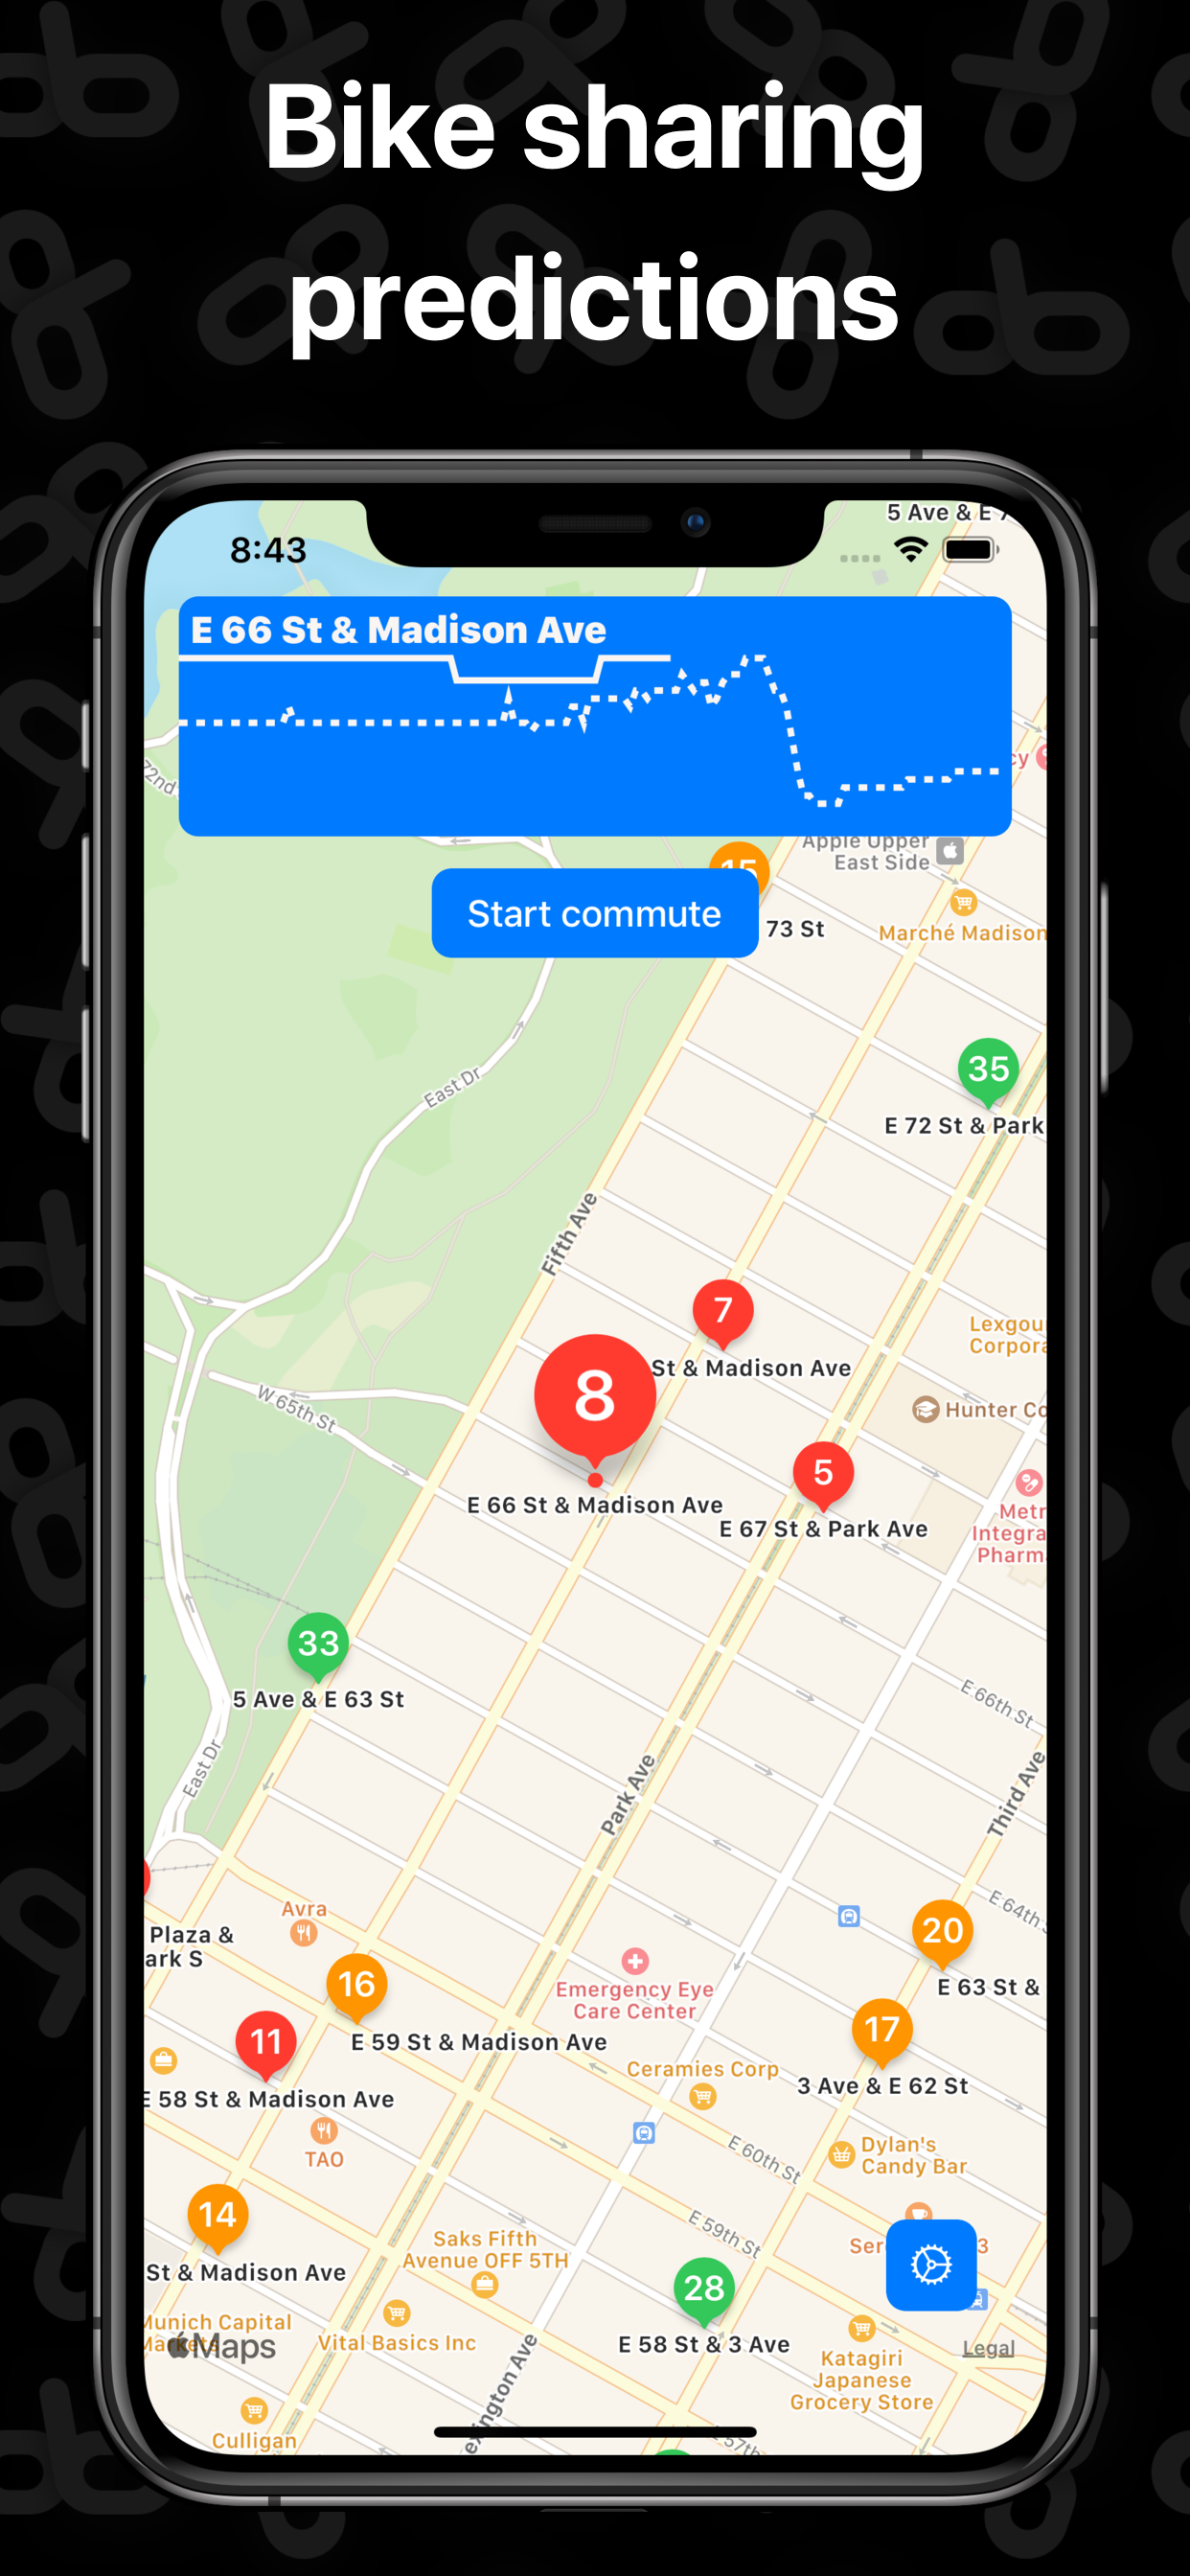 Bike sharing
predictions
5 Ave & E 7
8:43
E 66 St & Madison Ave
72nd
cy
15
Apple Upper
East Side
Start commute
73 St
Marché Madison
35
East Dr
E 72 St & Park
Fifth Ave
7
Lexgou
Corpora
St & Madison Ave
8
W 65th St
Hunter Co
5
E 66 St & Madison Ave
E 67 St & Park Ave
Metr
Integra
Pharm
33
5 Ave & E 63 St
E 66th St
East Dr
Park Ave
Third Ave
E 64th S
Avra
20
Plaza &
ark S
16
Emergency Eye
Care Center
E 63 St &
11
17
E 59 St & Madison Ave
Ceramies Corp
3 Ave & E 62 St
E 58 St & Madison Ave
TAO
E 60th St
Dylan's
Candy Bar
14
E 59th St
Saks Fifth
Avenue OFF 5TH
Ser
3
St & Madison Ave
28
Munich Capital
Markets
Maps
Vital Basics Inc
E 58 St & 3 Ave
Legal
Katagiri
Japanese
Grocery Store
exington Ave
Culligan
57th